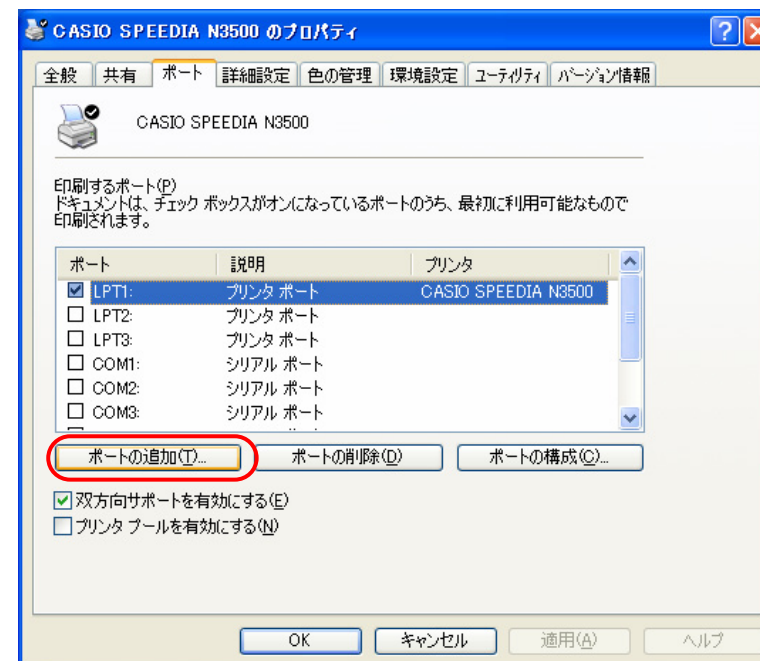 CASIO SPEEDIA N3500 のプロパティ
全般 共有 ポート 詳細設定 色の管理 環境設定 ユーティリティ バージョン情報
CASIO SPEEDIA N3500
印刷するポート(P)
ドキュメントは、チェック ボックスがオンになっているポートのうち、最初に利用可能なもので
印刷されます。
ポート 説明 プリンタ
LPT1: プリンタ ポート CASIO SPEEDIA N3500
LPT2: プリンタ ポート
LPT3: プリンタ ポート
COM1: シリアル ポート
COM2: シリアル ポート
COM3: シリアル ポート
ポートの追加(T)... ポートの削除(D) ポートの構成(C)...
双方向サポートを有効にする(E)
プリンタ プールを有効にする(N)
OK キャンセル 適用(A) ヘルプ